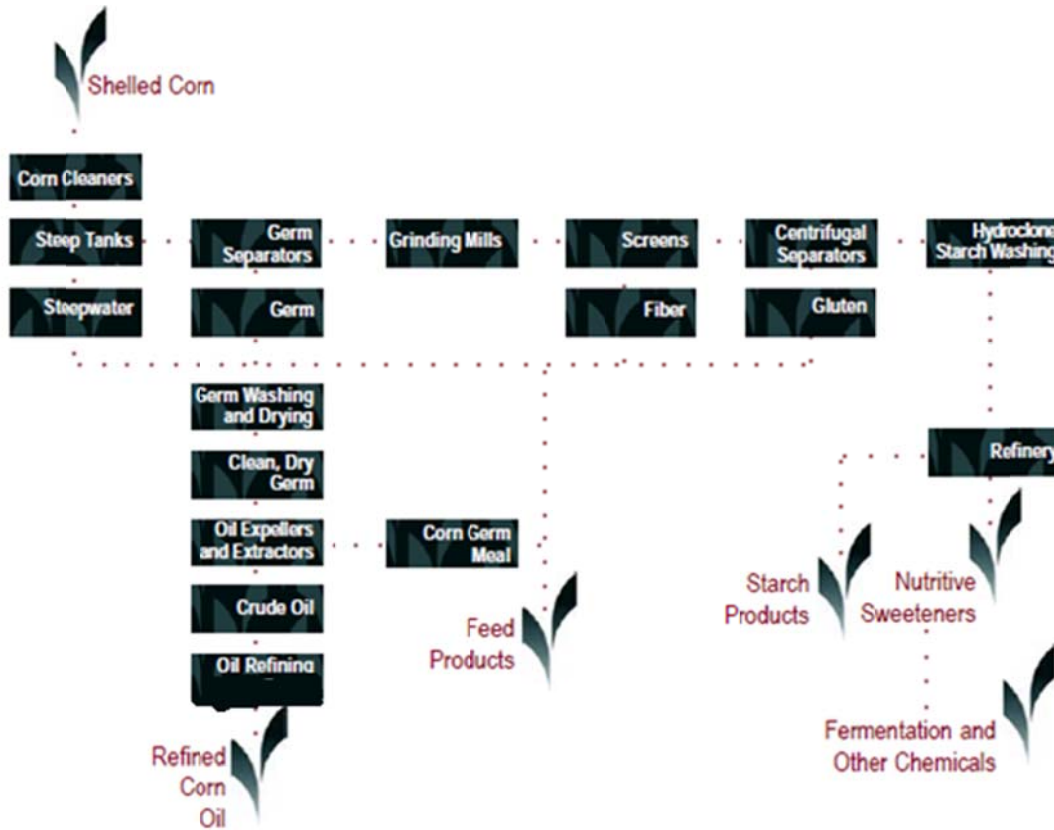 Shelled Corn
Corn Cleaners
Steep Tanks
Germ
Separators
Grinding Mills
Screens
Centrifugal
Separators
Hydroclone
Starch Washing
Steepwater
Germ
Fiber
Gluten
Germ Washing
and Drying
Clean, Dry
Germ
Refinery
Oil Expellers
and Extractors
Corn Germ
Meal
Starch
Products
Nutritive
Sweeteners
Crude Oil
Feed
Products
Oil Refining
Fermentation and
Other Chemicals
Refined
Corn
Oil